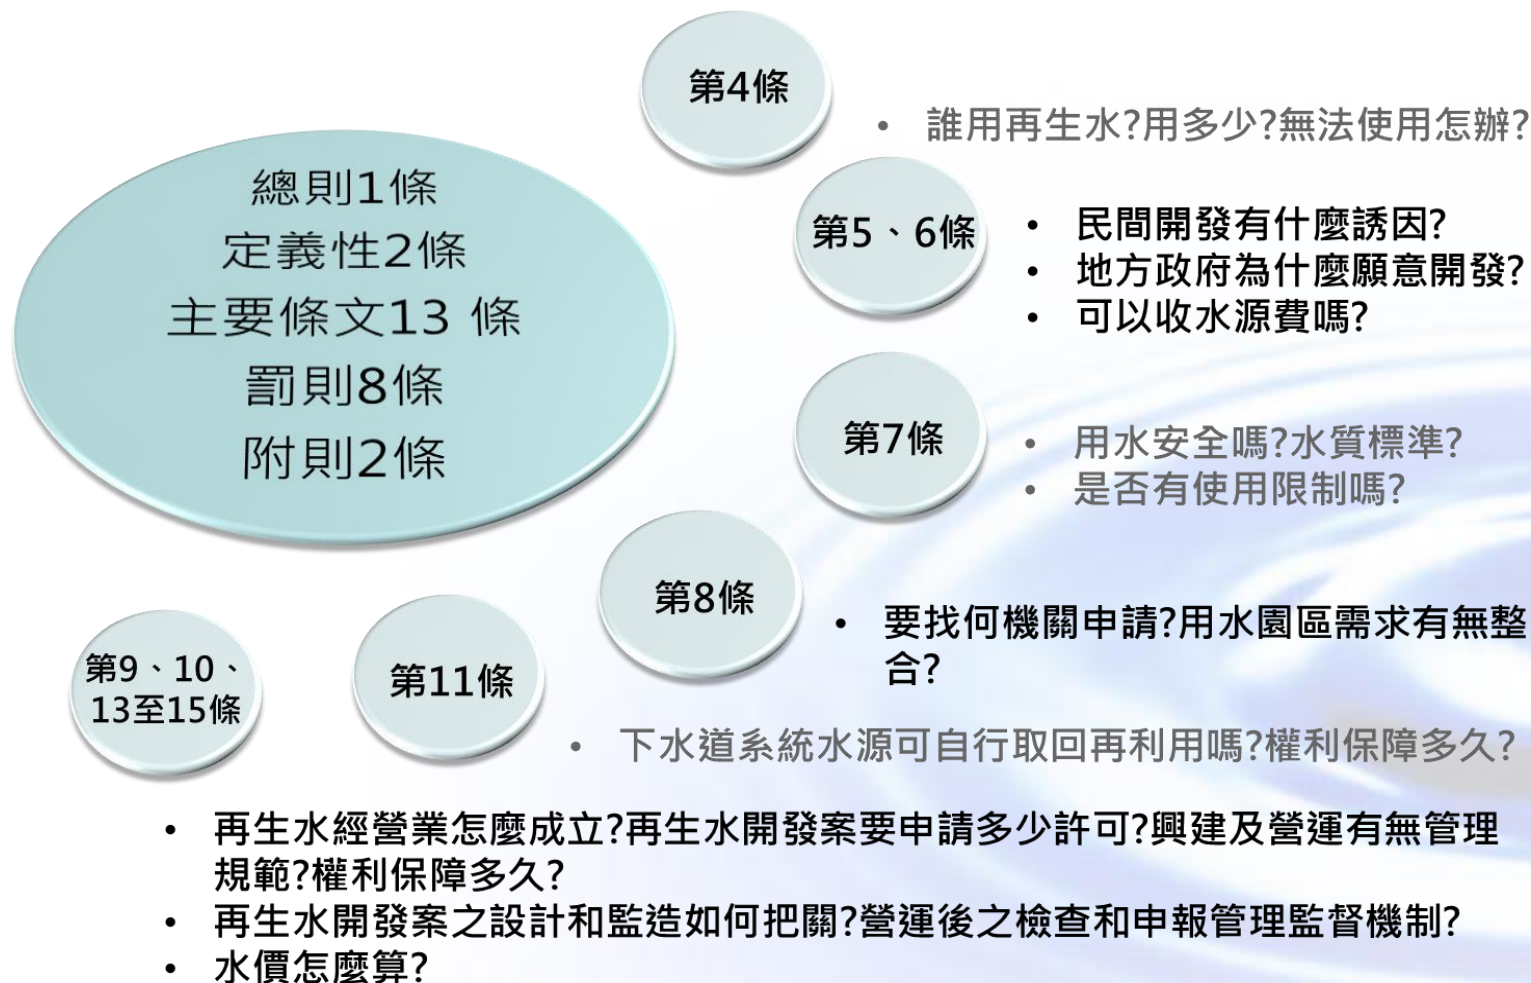 總則1條
定義性2條
主要條文13 條
罰則8條
附則2條
第4條
• 誰用再生水?用多少?無法使用怎辦?
第5、6條
• 民間開發有什麼誘因?
• 地方政府為什麼願意開發?
• 可以收水源費嗎?
第7條
• 用水安全嗎?水質標準?
• 是否有使用限制嗎?
第8條
• 要找何機關申請?用水園區需求有無整
合?
第11條
• 下水道系統水源可自行取回再利用嗎?權利保障多久?
第9、10、
13至15條
• 再生水經營業怎麼成立?再生水開發案要申請多少許可?興建及營運有無管理
規範?權利保障多久?
• 再生水開發案之設計和監造如何把關?營運後之檢查和申報管理監督機制?
• 水價怎麼算?